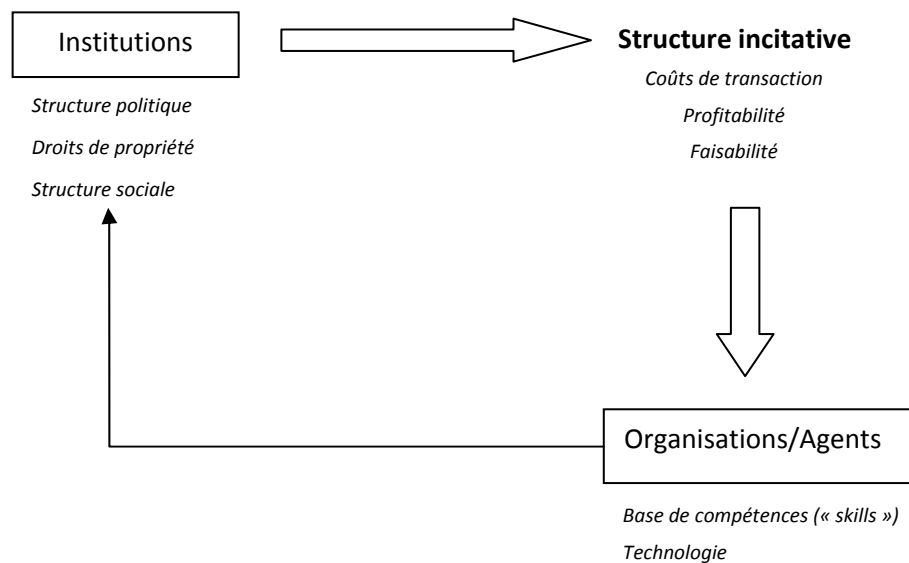 Institutions
Structure politique
Droits de propriété
Structure sociale
Structure incitative
Coûts de transaction
Profitabilité
Faisabilité
Organisations/Agents
Base de compétences (« skills »)
Technologie